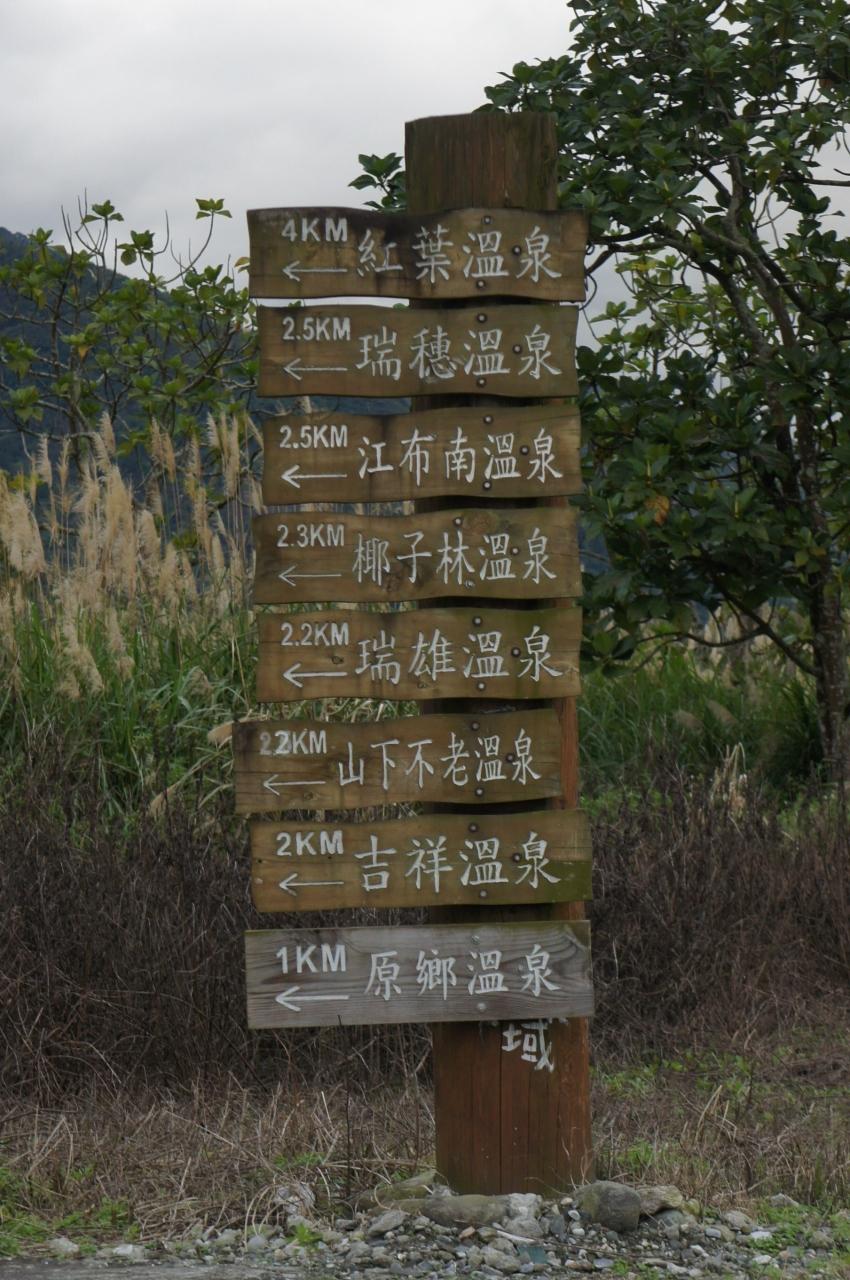 4KM
← 紅葉溫泉
2.5KM
← 瑞穗溫泉
2.5KM
← 江布南溫泉
2.3KM
← 椰子林溫泉
2.2KM
← 瑞雄溫泉
2.2KM
← 山下不老溫泉
2KM
← 吉祥溫泉
1KM
← 原鄉溫泉
域